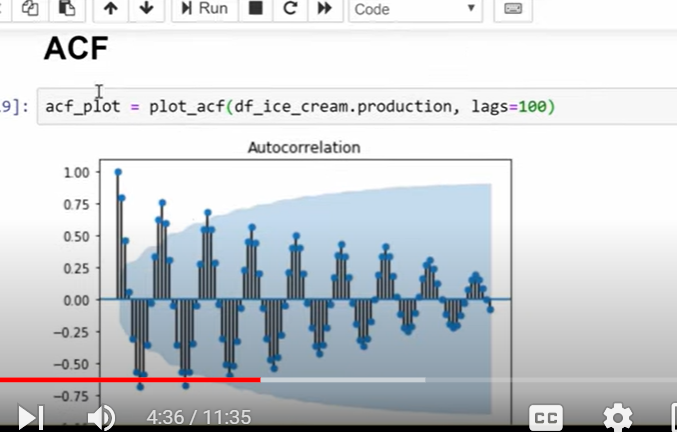 Run Code
ACF
9]: acf_plot = plot_acf(df_ice_cream.production, lags=100)
Autocorrelation
1.00
0.75
0.50
0.25
0.00
−0.25
−0.50
−0.75
4:36 / 11:35 CC